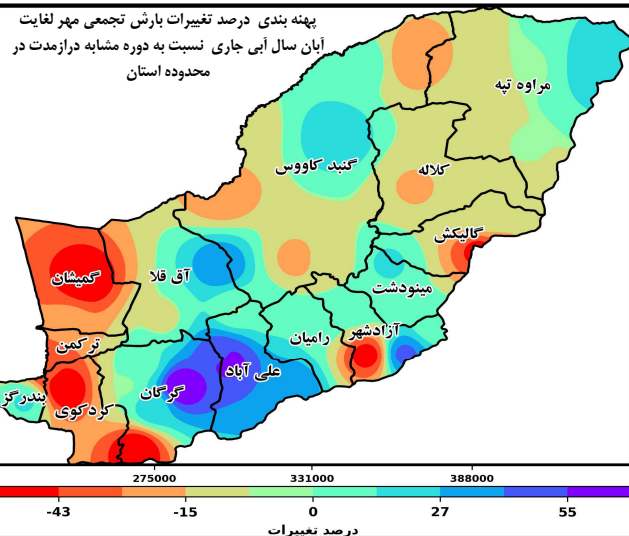 پهنه بندی درصد تغییرات بارش تجمعی مهر لغایت
آبان سال آبی جاری نسبت به دوره مشابه درازمدت در
محدوده استان
مراوه تپه
گنبد کاووس
کلاله
گالیکش
گمیشان
آق قلا
مینودشت
ترکمن
رامیان
آزادشهر
علی آباد
بندرگز
کردکوی
گرگان
275000 331000 388000
-43 -15 0 27 55
درصد تغییرات